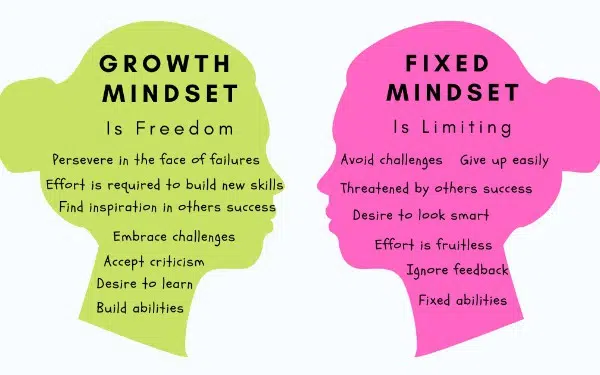 GROWTH
MINDSET
Is Freedom
Persevere in the face of failures
Effort is required to build new skills
Find inspiration in others success
Embrace challenges
Accept criticism
Desire to learn
Build abilities
FIXED
MINDSET
Is Limiting
Avoid challenges Give up easily
Threatened by others success
Desire to look smart
Effort is fruitless
Ignore feedback
Fixed abilities